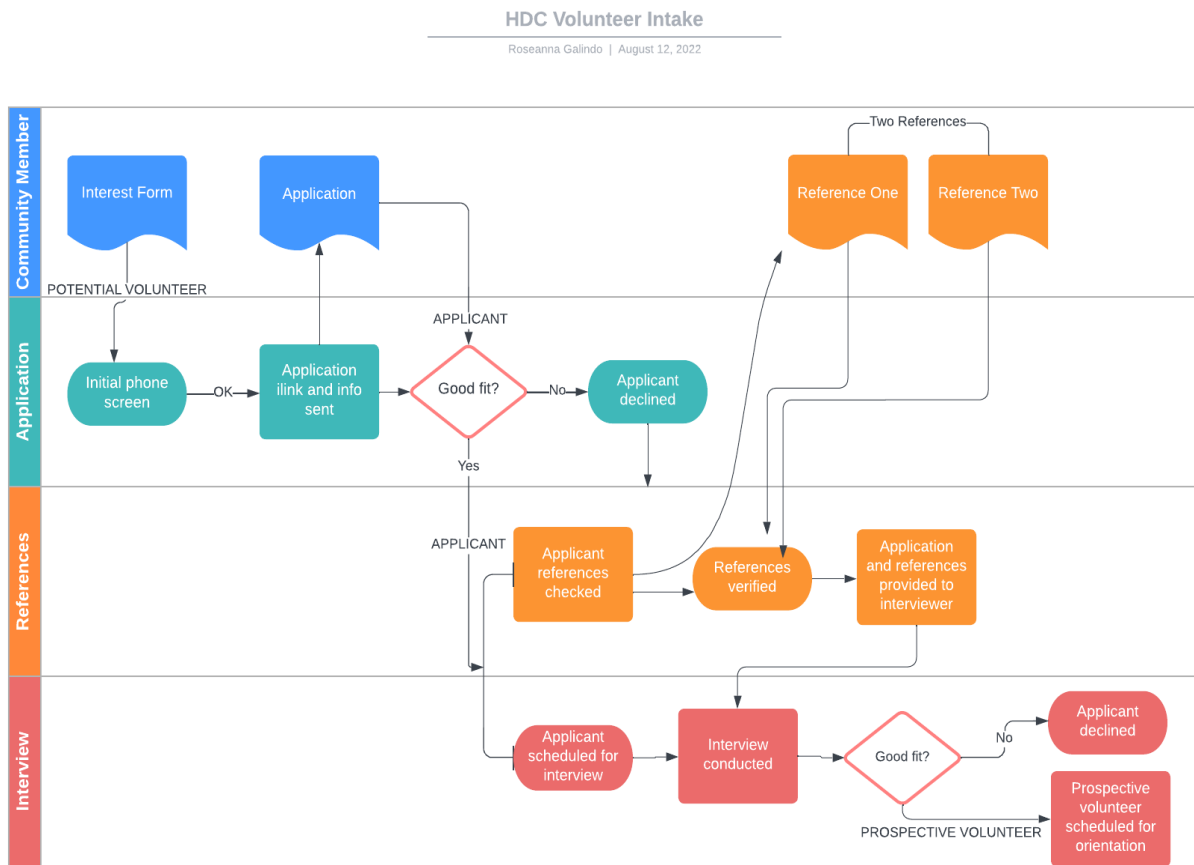 HDC Volunteer Intake
Roseanna Galindo | August 12, 2022
Community Member
Interest Form
Application
Two References
Reference One
Reference Two
POTENTIAL VOLUNTEER
APPLICANT
Application
Initial phone
screen
OK
Application
ilink and info
sent
Good fit?
No
Applicant
declined
Yes
References
APPLICANT
Applicant
references
checked
References
verified
Application
and references
provided to
interviewer
Interview
Applicant
scheduled for
interview
Interview
conducted
Good fit?
No
Applicant
declined
PROSPECTIVE VOLUNTEER
Prospective
volunteer
scheduled for
orientation